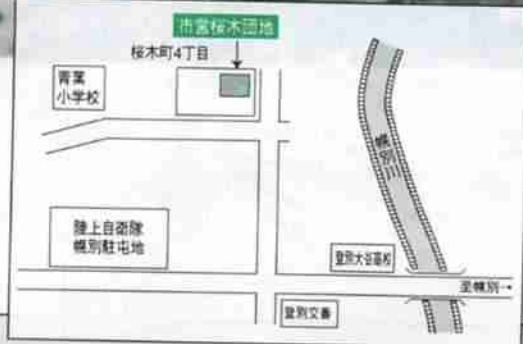 市営桜木団地
桜木町4丁目
青葉
小学校
幌別川
陸上自衛隊
幌別駐屯地
登別大谷高校
至幌別→
登別交番